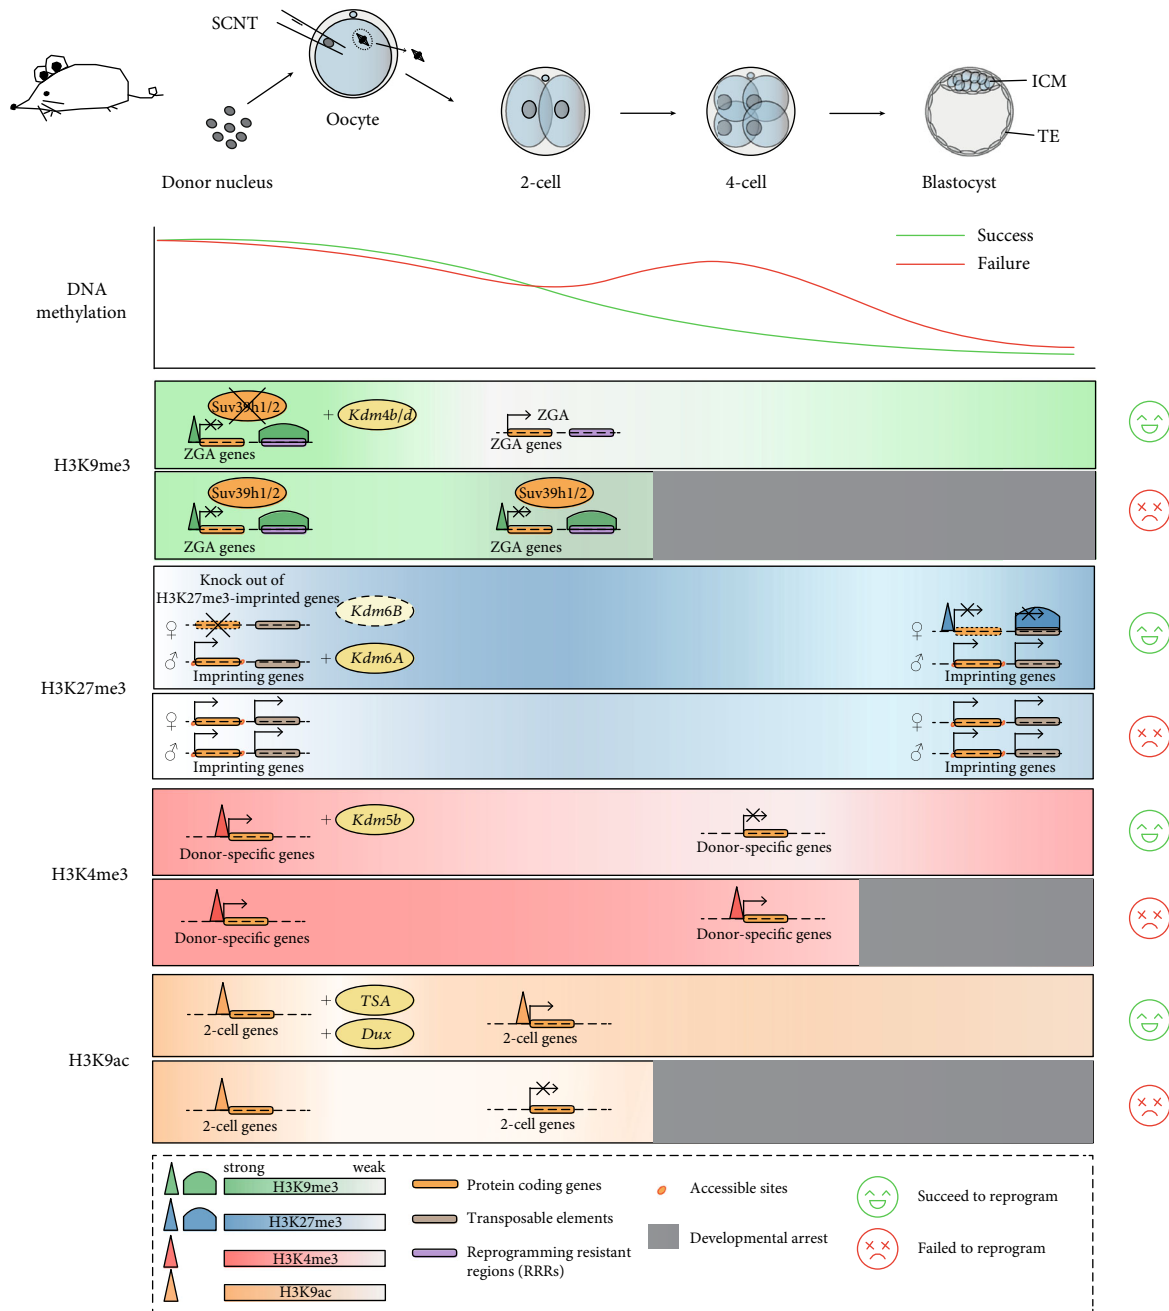 SCNT
Oocyte
Donor nucleus
2-cell
4-cell
Blastocyst
ICM
TE
DNA
methylation
Success
Failure
H3K9me3
Suv39h1/2
+ Kdm4b/d
ZGA genes
ZGA
ZGA genes
Suv39h1/2
ZGA genes
Suv39h1/2
ZGA genes
H3K27me3
Knock out of
H3K27me3-imprinted genes
♀
Kdm6B
♂
+ Kdm6A
Imprinting genes
♀
♂
Imprinting genes
♀
♂
Imprinting genes
♀
♂
Imprinting genes
H3K4me3
+ Kdm5b
Donor-specific genes
Donor-specific genes
Donor-specific genes
Donor-specific genes
H3K9ac
+ TSA
+ Dux
2-cell genes
2-cell genes
2-cell genes
2-cell genes
strong weak
H3K9me3
H3K27me3
H3K4me3
H3K9ac
Protein coding genes
Transposable elements
Reprogramming resistant
regions (RRRs)
Accessible sites
Developmental arrest
Succeed to reprogram
Failed to reprogram